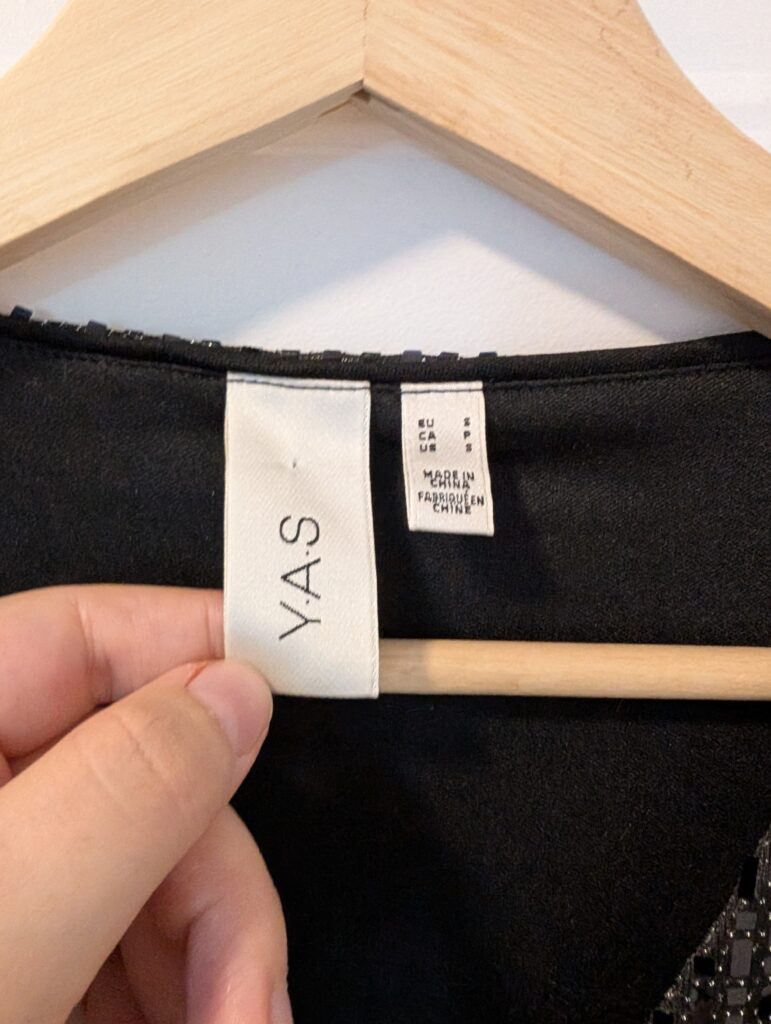 Y.A.S
EU S
CA P
US S
MADE IN
CHINA
FABRIQUÉ EN
CHINE